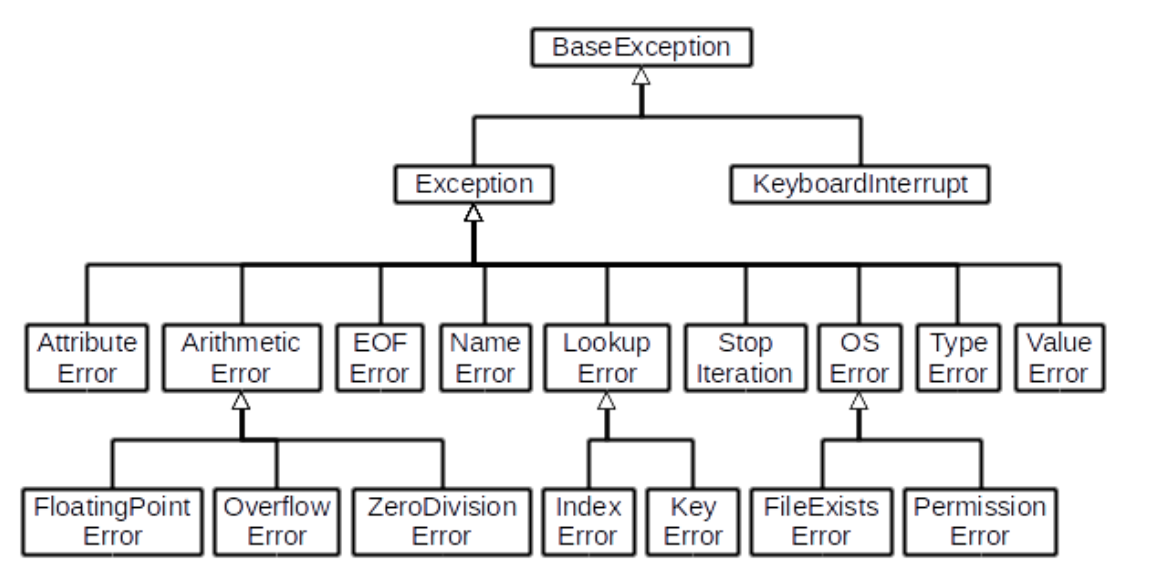 BaseException
Exception
KeyboardInterrupt
Attribute
Error
Arithmetic
Error
EOF
Error
Name
Error
Lookup
Error
Stop
Iteration
OS
Error
Type
Error
Value
Error
FloatingPoint
Error
Overflow
Error
ZeroDivision
Error
Index
Error
Key
Error
FileExists
Error
Permission
Error